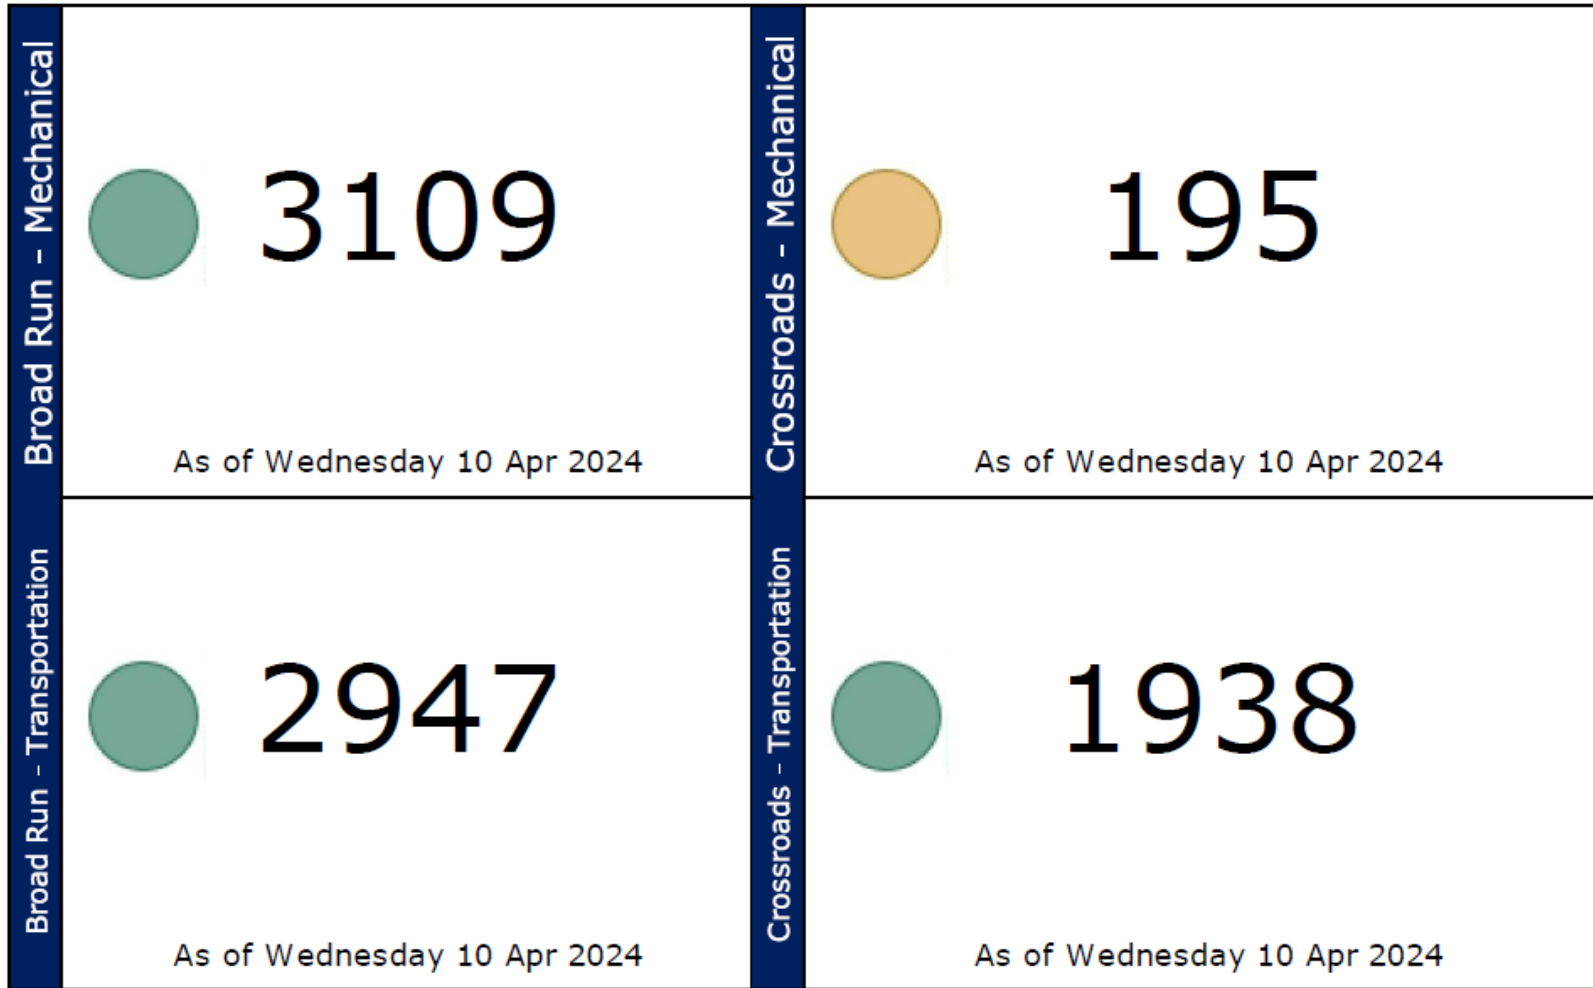 Broad Run - Mechanical
3109
As of Wednesday 10 Apr 2024
Crossroads - Mechanical
195
As of Wednesday 10 Apr 2024
Broad Run - Transportation
2947
As of Wednesday 10 Apr 2024
Crossroads - Transportation
1938
As of Wednesday 10 Apr 2024